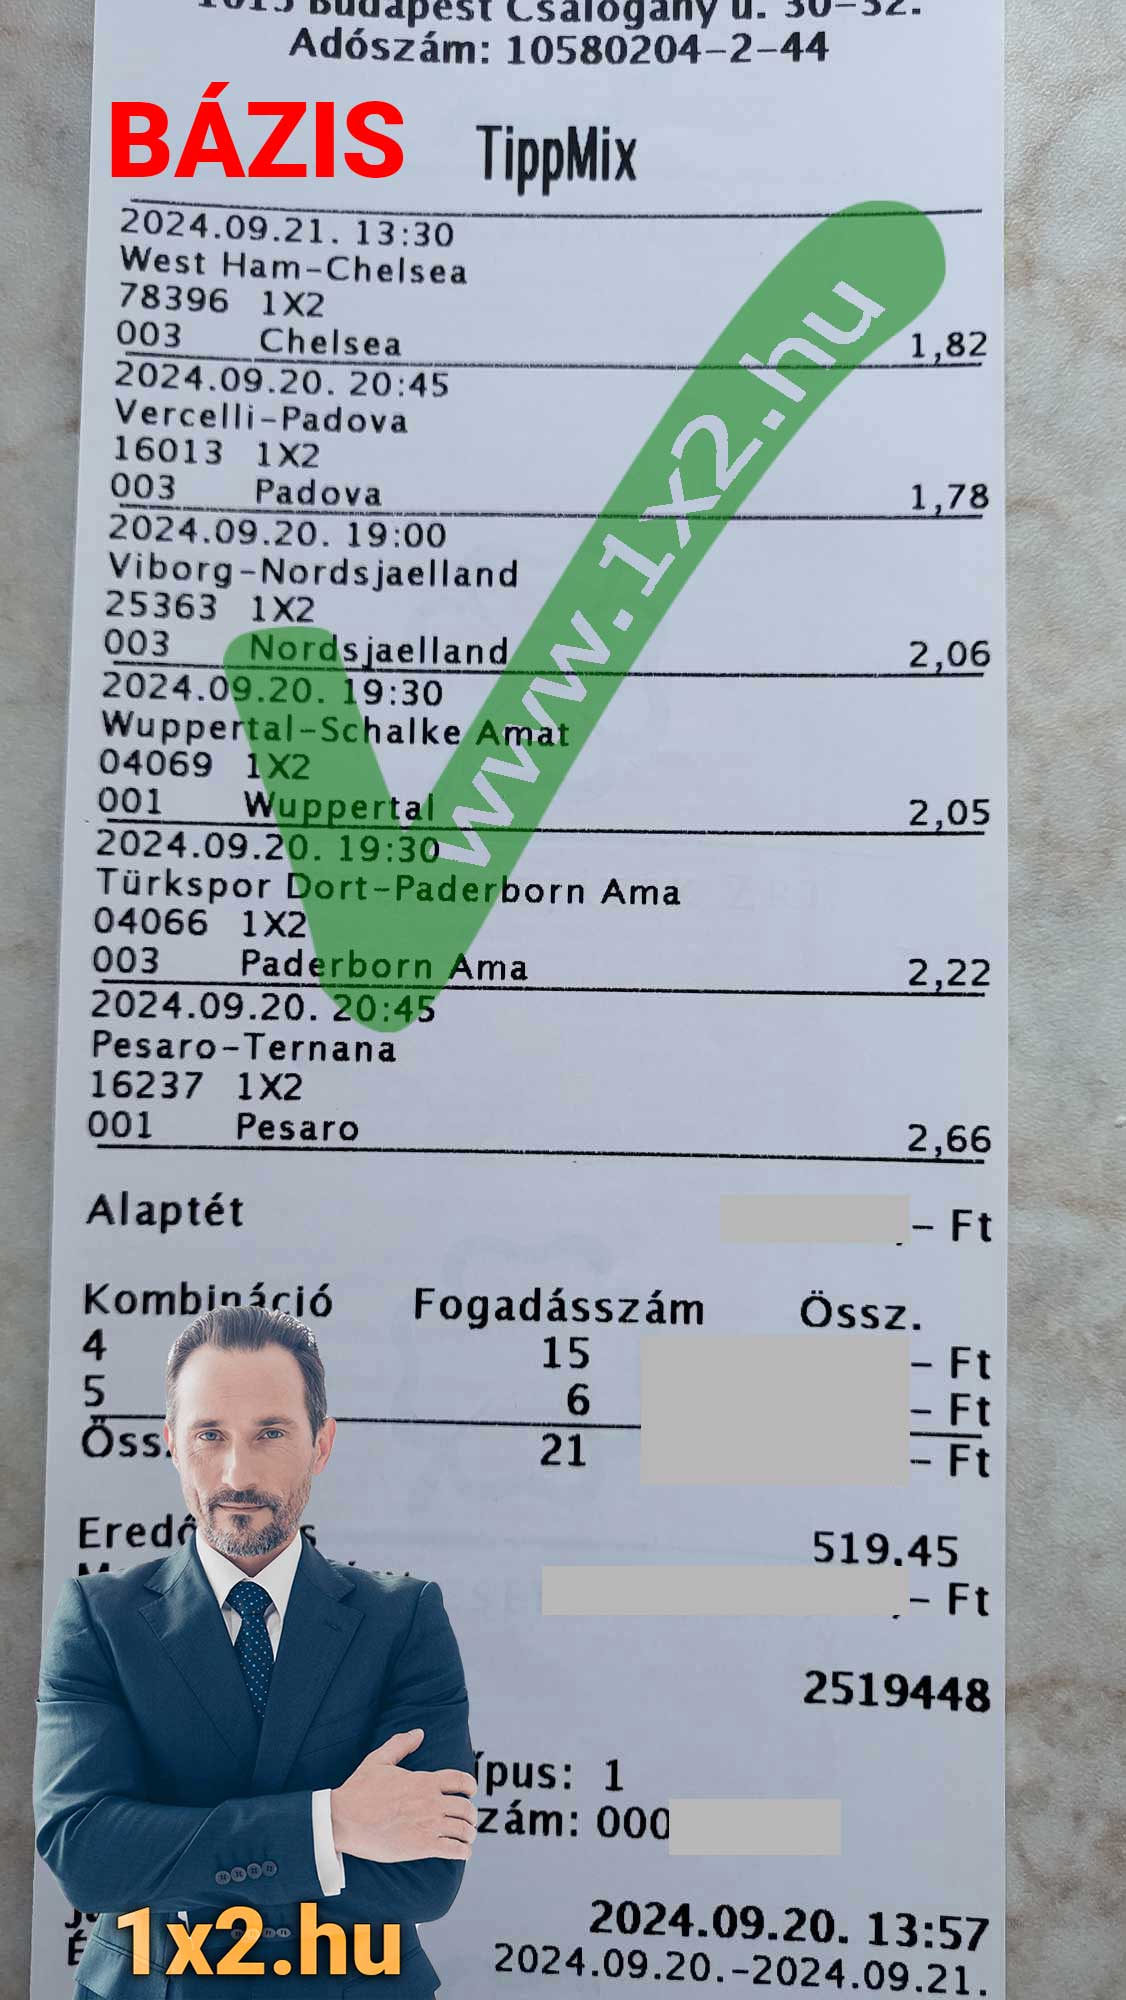 1015 Budapest Csalogány u. 30-32.
Adószám: 10580204-2-44
BÁZIS
TippMix
2024.09.21. 13:30
West Ham-Chelsea
78396 1X2
003 Chelsea 1,82
2024.09.20. 20:45
Vercelli-Padova
16013 1X2
003 Padova 1,78
2024.09.20. 19:00
Viborg-Nordsjaelland
25363 1X2
003 Nordsjaelland 2,06
2024.09.20. 19:30
Wuppertal-Schalke Amat
04069 1X2
001 Wuppertal 2,05
2024.09.20. 19:30
Türkspor Dort-Paderborn Ama
04066 1X2
003 Paderborn Ama 2,22
2024.09.20. 20:45
Pesaro-Ternana
16237 1X2
001 Pesaro 2,66
www.1x2.hu
Alaptét ,- Ft
Kombináció Fogadásszám Össz.
4 15 - Ft
5 6 - Ft
Össz. 21 - Ft
519.45
,- Ft
2519448
ípus: 1
szám: 000
2024.09.20. 13:57
2024.09.20.-2024.09.21.
1x2.hu